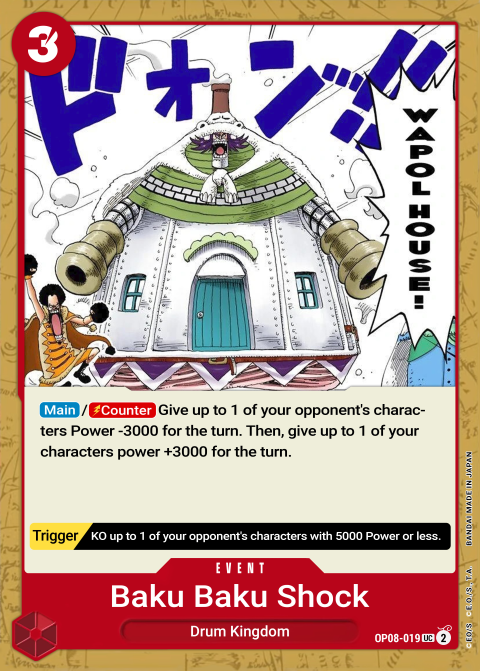 3
ドォン!!
WAPOL HOUSE!
Main / Counter Give up to 1 of your opponent's charac-
ters Power -3000 for the turn. Then, give up to 1 of your
characters power +3000 for the turn.
Trigger KO up to 1 of your opponent's characters with 5000 Power or less.
EVENT
Baku Baku Shock
Drum Kingdom
OP08-019 UC 2
BANDAI MADE IN JAPAN